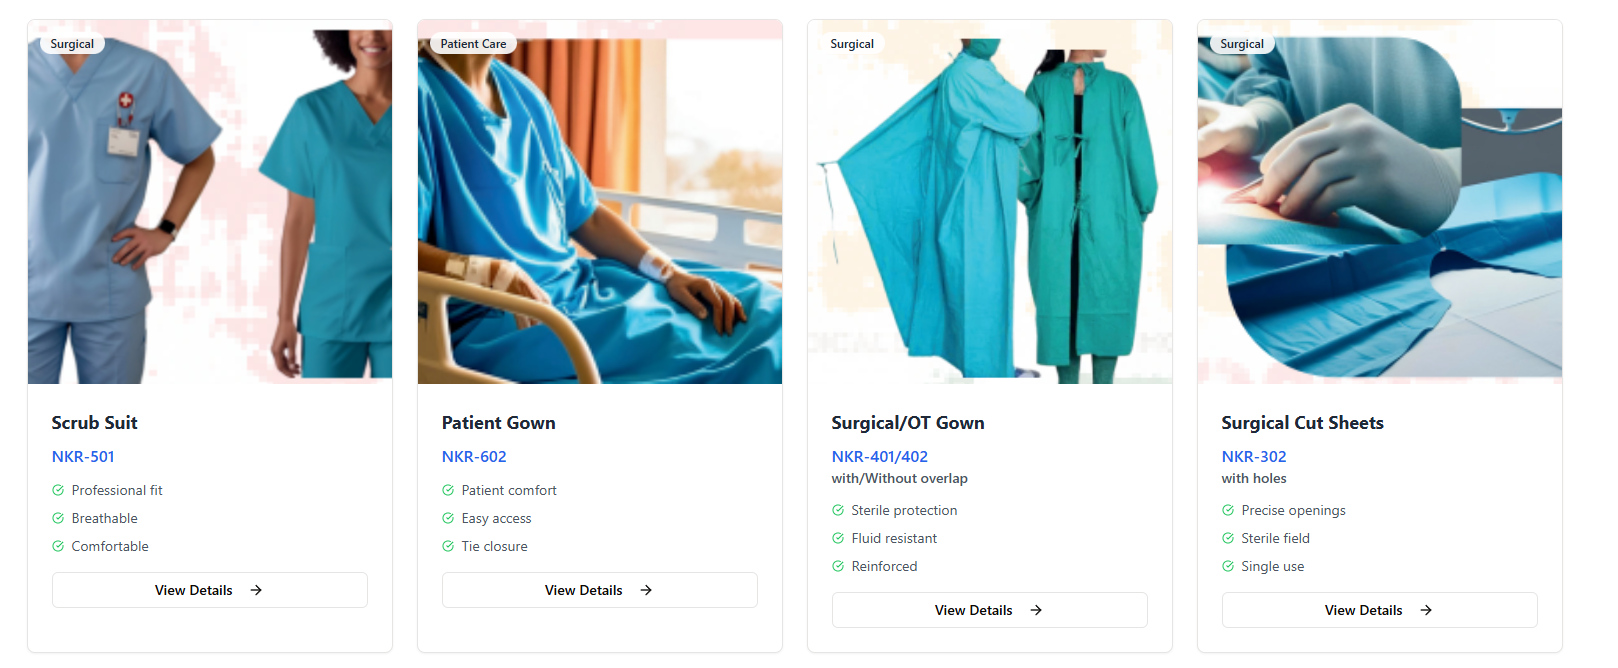 Surgical
Scrub Suit
NKR-501
Professional fit
Breathable
Comfortable
View Details
Patient Care
Patient Gown
NKR-602
Patient comfort
Easy access
Tie closure
View Details
Surgical
Surgical/OT Gown
NKR-401/402
with/Without overlap
Sterile protection
Fluid resistant
Reinforced
View Details
Surgical
Surgical Cut Sheets
NKR-302
with holes
Precise openings
Sterile field
Single use
View Details